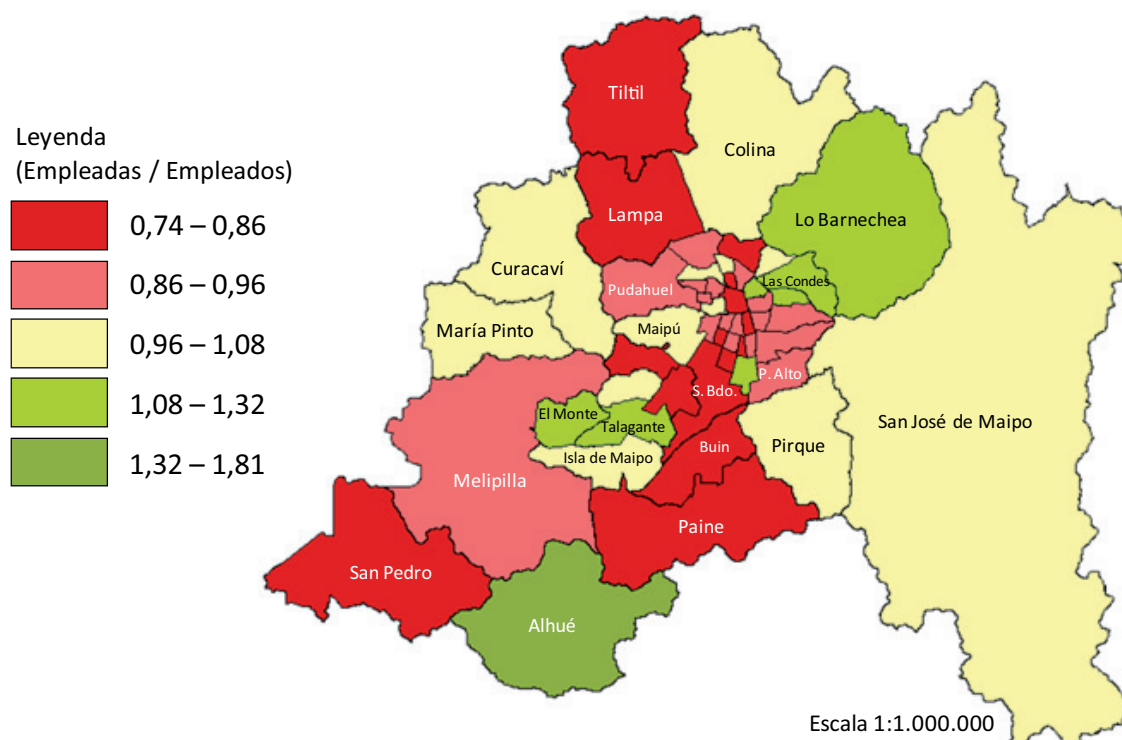 Leyenda
(Empleadas / Empleados)
0,74 – 0,86
0,86 – 0,96
0,96 – 1,08
1,08 – 1,32
1,32 – 1,81
Tiltil
Colina
Lampa
Lo Barnechea
Curacaví
Las Condes
Pudahuel
María Pinto
Maipú
P. Alto
S. Bdo.
El Monte
Talagante
San José de Maipo
Buin
Pirque
Isla de Maipo
Melipilla
Paine
San Pedro
Alhué
Escala 1:1.000.000